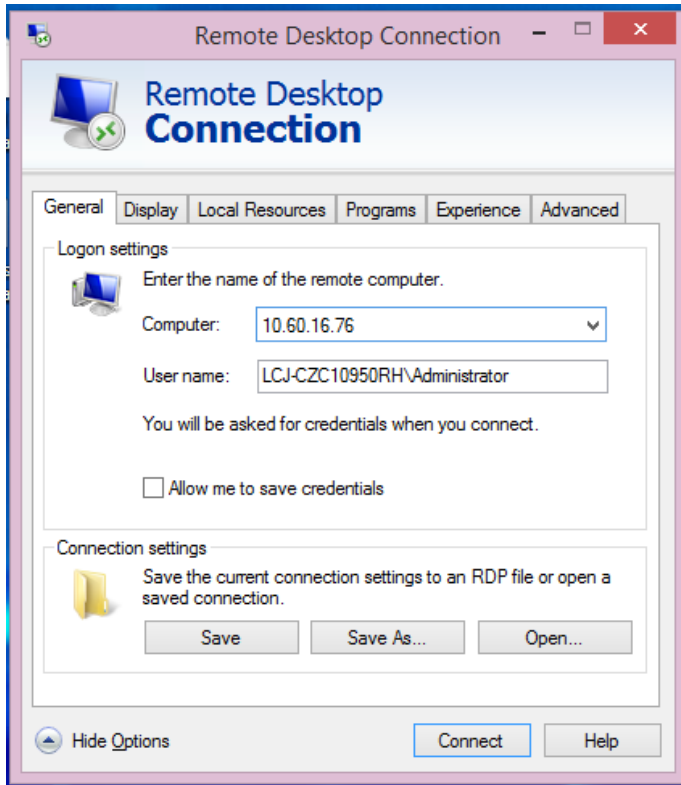 Remote Desktop Connection
Remote Desktop
Connection
General Display Local Resources Programs Experience Advanced
Logon settings
Enter the name of the remote computer.
Computer: 10.60.16.76
User name: LCJ-CZC10950RH\Administrator
You will be asked for credentials when you connect.
Allow me to save credentials
Connection settings
Save the current connection settings to an RDP file or open a
saved connection.
Save Save As... Open...
Hide Options Connect Help